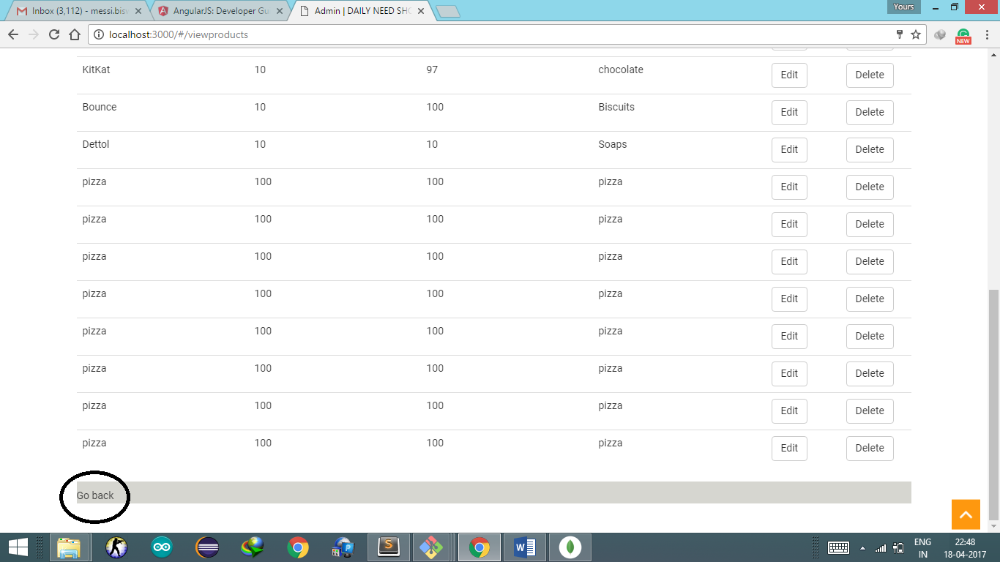 Inbox (3,112) - messi.bis
AngularJS: Developer Gu
Admin | DAILY NEED SHO
Yours
localhost:3000/#/viewproducts
NEW
KitKat 10 97 chocolate Edit Delete
Bounce 10 100 Biscuits Edit Delete
Dettol 10 10 Soaps Edit Delete
pizza 100 100 pizza Edit Delete
pizza 100 100 pizza Edit Delete
pizza 100 100 pizza Edit Delete
pizza 100 100 pizza Edit Delete
pizza 100 100 pizza Edit Delete
pizza 100 100 pizza Edit Delete
pizza 100 100 pizza Edit Delete
pizza 100 100 pizza Edit Delete
Go back
ENG 22:48
IN 18-04-2017